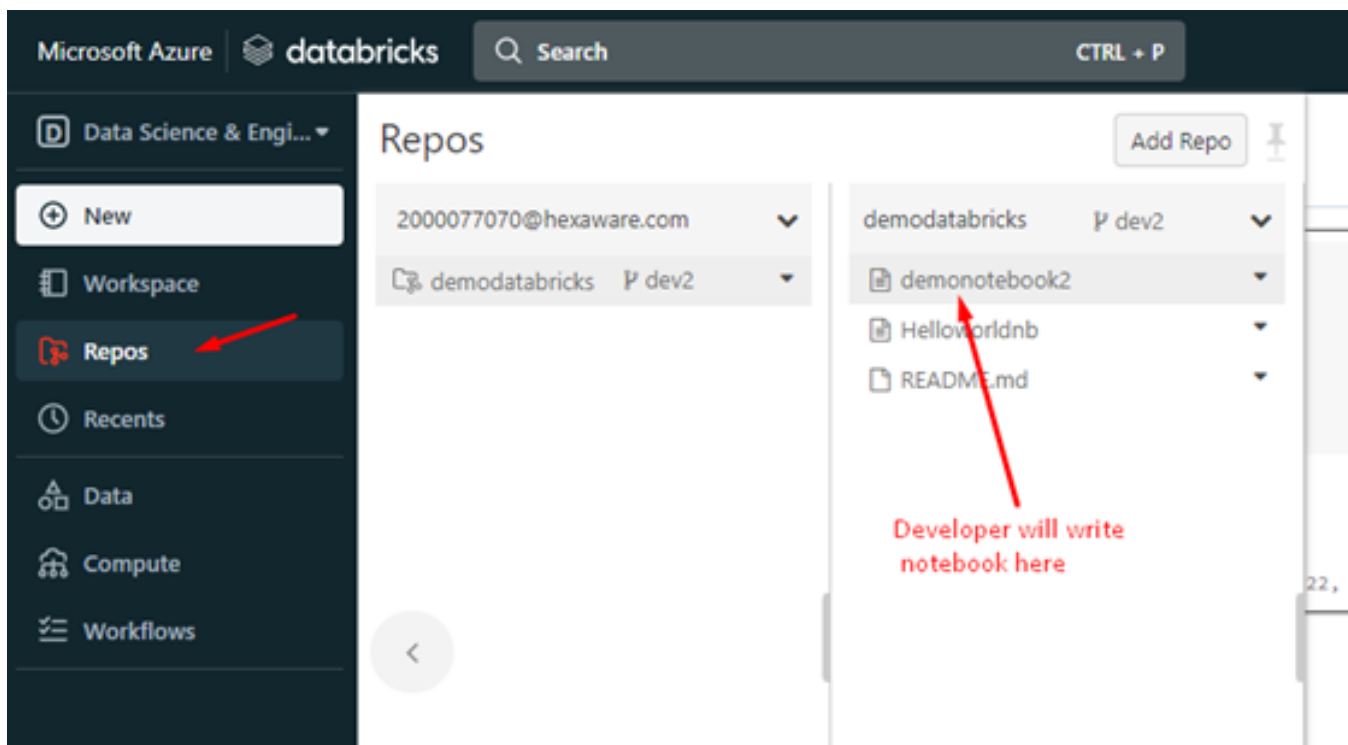 Microsoft Azure databricks Search CTRL + P
Data Science & Engi...
Repos
Add Repo
New
Workspace
Repos
Recents
Data
Compute
Workflows
2000077070@hexaware.com
demodatabricks dev2
demodatabricks dev2
demonotebook2
Helloworldnb
README.md
Developer will write
notebook here
22,